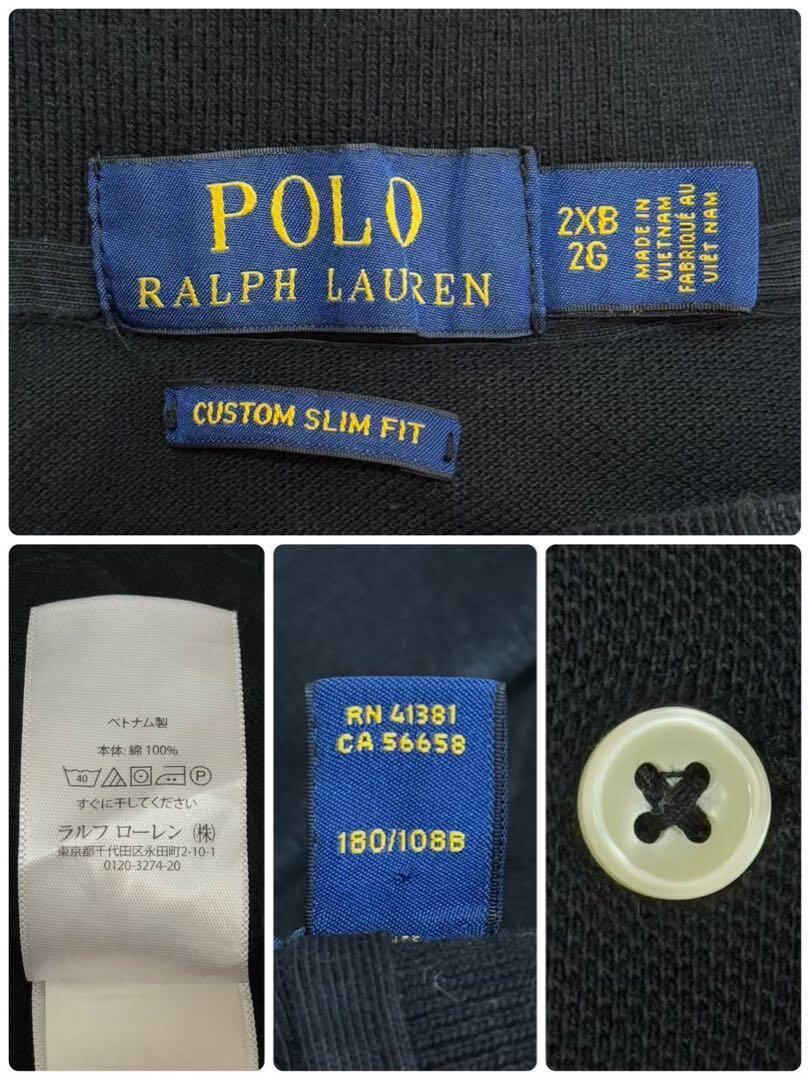 POLO
RALPH LAUREN
2XB
2G
MADE IN
VIETNAM
FABRIQUÉ AU
VIÊT NAM
CUSTOM SLIM FIT
ベトナム製
本体: 綿 100%
40 P
すぐに干してください
ラルフ ローレン (株)
東京都千代田区永田町2-10-1
0120-3274-20
RN 41381
CA 56658
180/108B